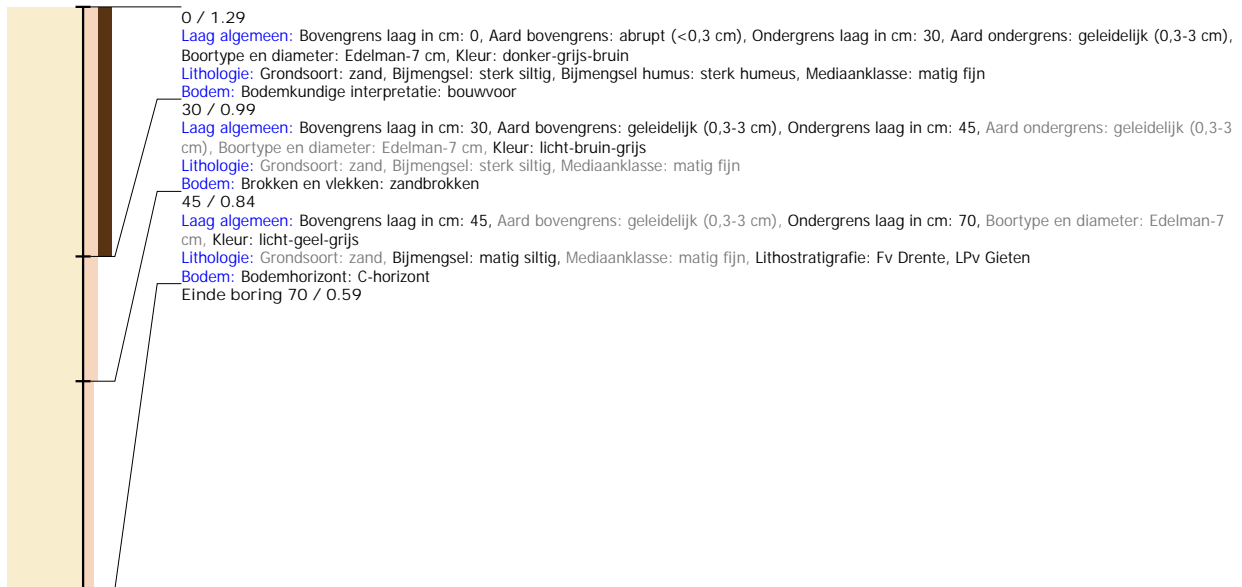 0 / 1.29
Laag algemeen: Bovengrens laag in cm: 0, Aard bovengrens: abrupt (<0,3 cm), Ondergrens laag in cm: 30, Aard ondergrens: geleidelijk (0,3-3 cm),
Boortype en diameter: Edelman-7 cm, Kleur: donker-grijs-bruin
Lithologie: Grondsoort: zand, Bijmengsel: sterk siltig, Bijmengsel humus: sterk humeus, Mediaanklasse: matig fijn
Bodem: Bodemkundige interpretatie: bouwvoor
30 / 0.99
Laag algemeen: Bovengrens laag in cm: 30, Aard bovengrens: geleidelijk (0,3-3 cm), Ondergrens laag in cm: 45, Aard ondergrens: geleidelijk (0,3-3
cm), Boortype en diameter: Edelman-7 cm, Kleur: licht-bruin-grijs
Lithologie: Grondsoort: zand, Bijmengsel: sterk siltig, Mediaanklasse: matig fijn
Bodem: Brokken en vlekken: zandbrokken
45 / 0.84
Laag algemeen: Bovengrens laag in cm: 45, Aard bovengrens: geleidelijk (0,3-3 cm), Ondergrens laag in cm: 70, Boortype en diameter: Edelman-7
cm, Kleur: licht-geel-grijs
Lithologie: Grondsoort: zand, Bijmengsel: matig siltig, Mediaanklasse: matig fijn, Lithostratigrafie: Fv Drente, LPv Gieten
Bodem: Bodemhorizont: C-horizont
Einde boring 70 / 0.59